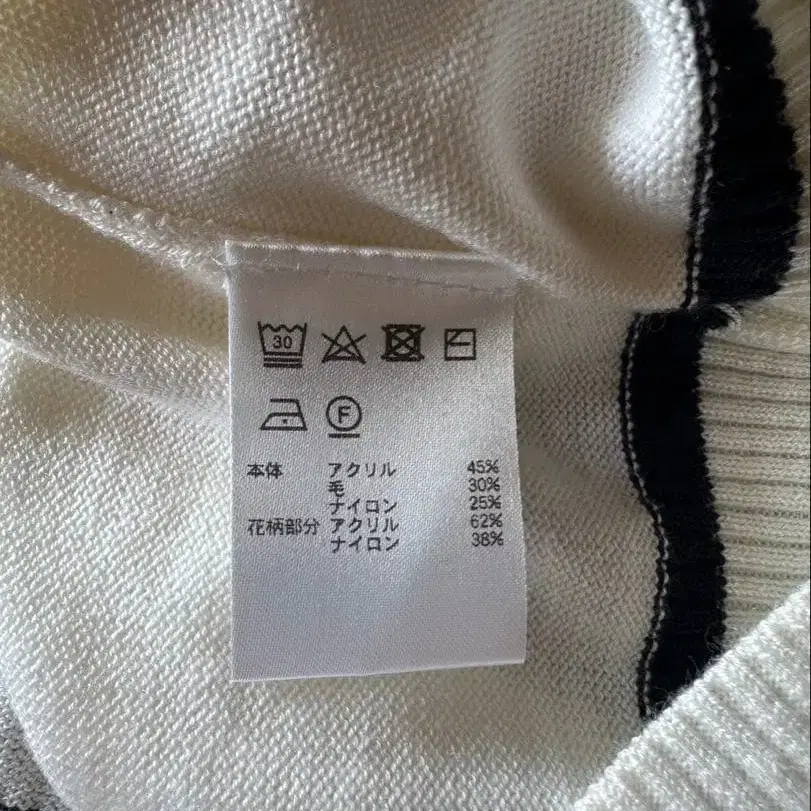 30
F
本体 アクリル 45%
毛 30%
ナイロン 25%
花柄部分 アクリル 62%
ナイロン 38%